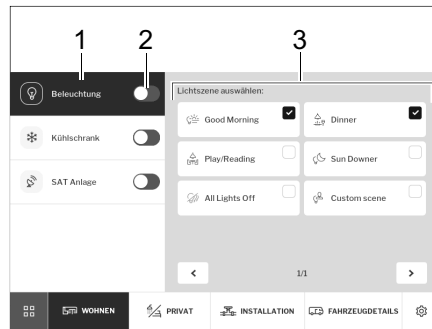 1 2 3
Beleuchtung
Lichtszene auswählen:
Good Morning
Dinner
Kühlschrank
Play/Reading
Sun Downer
SAT Anlage
All Lights Off
Custom scene
1/1
WOHNEN
PRIVAT
INSTALLATION
FAHRZEUGDETAILS